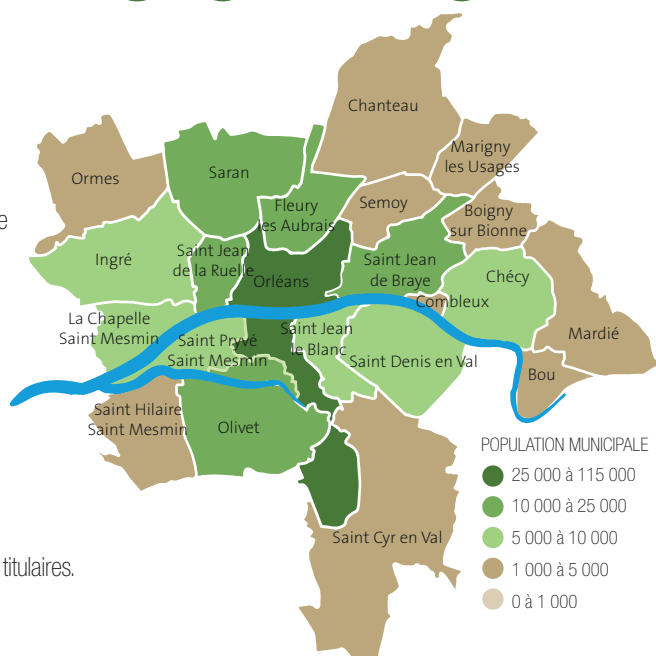 Chanteau
Marigny
les Usages
Ormes
Saran
Semoy
Fleury
les Aubrais
Boigny
sur Bionne
e
Ingré
Saint Jean
de la Ruelle
Orléans
Saint Jean
de Braye
Chécy
Combleux
La Chapelle
Saint Mesmin
Saint Pryvé
Saint Mesmin
Saint Jean
le Blanc
Saint Denis en Val
Mardié
Bou
Saint Hilaire
Saint Mesmin
Olivet
Saint Cyr en Val
POPULATION MUNICIPALE
25 000 à 115 000
10 000 à 25 000
5 000 à 10 000
1 000 à 5 000
0 à 1 000
titulaires.